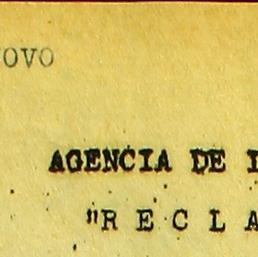 OVO
AGENCIA DE
"R E C L A